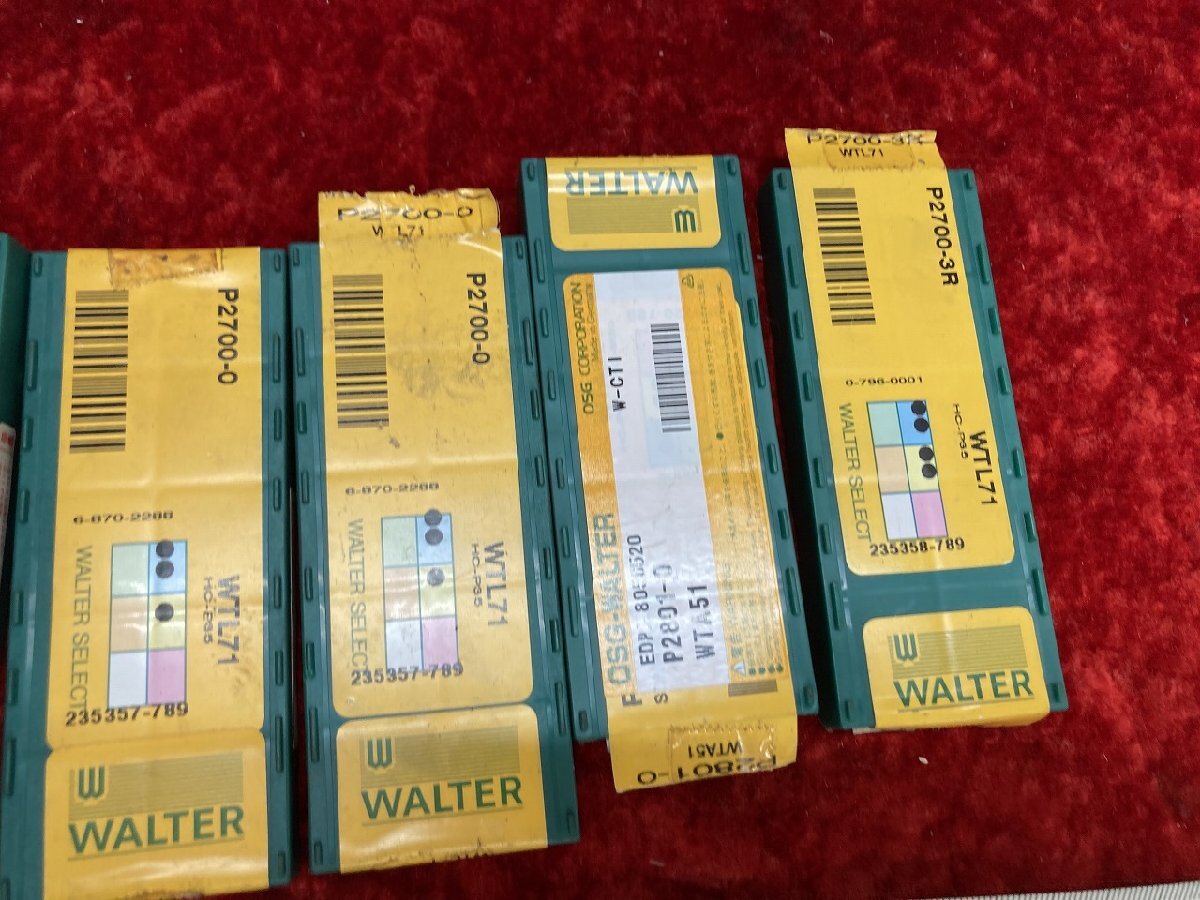 P2700-0
6-870-2288
WTL71
HC-P35
WALTER SELECT
235357-789
WALTER
P2700-0
WTL71
P2700-0
6-870-2288
WTL71
HC-P35
WALTER SELECT
235357-789
WALTER
WALTER
OSG CORPORATION
W-CTI
OSG-WALTER
EDP
P2801-0
WTA51
WTA51
P2801-0
P2700-3R
WTL71
P2700-3R
0-796-0001
WTL71
HC-P35
WALTER SELECT
235358-789
WALTER